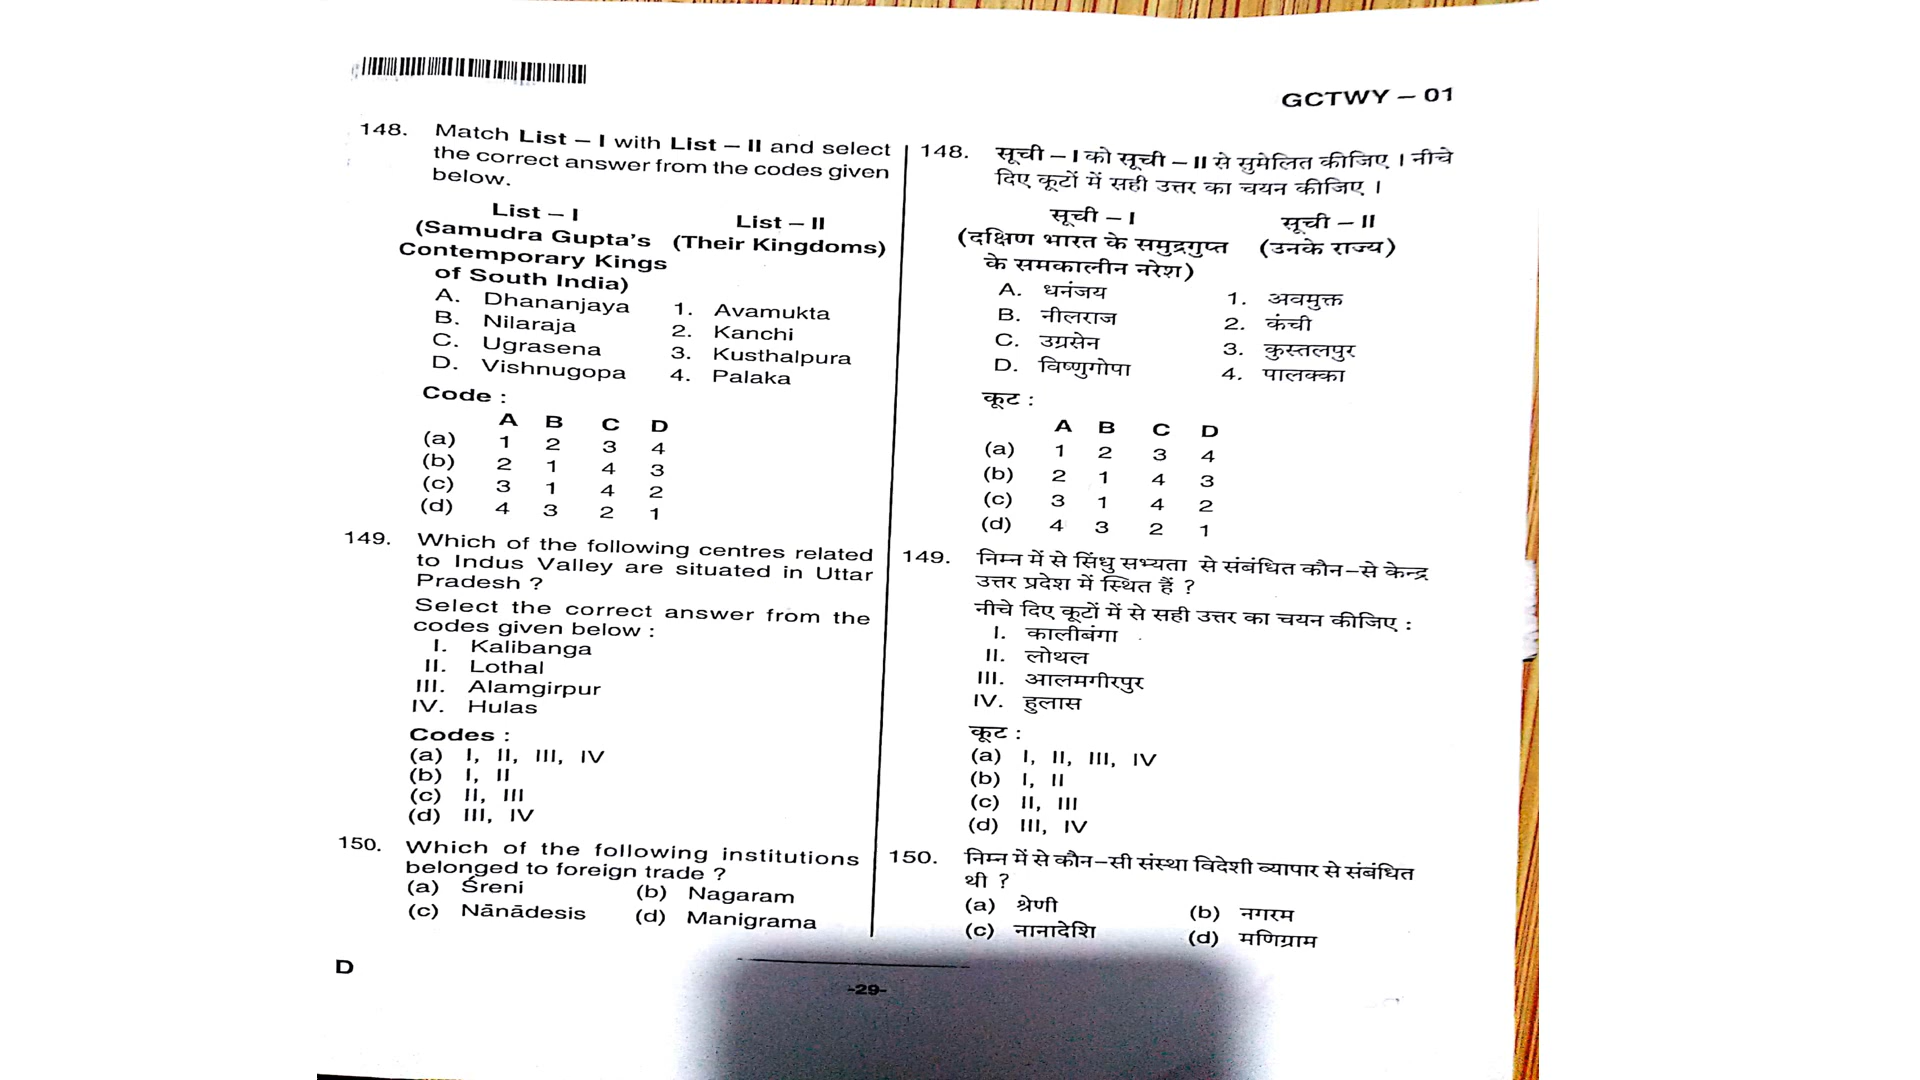 GCTWY – 01
148. Match List – I with List – II and select
the correct answer from the codes given
below.
List – I List – II
(Samudra Gupta's (Their Kingdoms)
Contemporary Kings
of South India)
A. Dhananjaya 1. Avamukta
B. Nilaraja 2. Kanchi
C. Ugrasena 3. Kusthalpura
D. Vishnugopa 4. Palaka
Code :
A B C D
(a) 1 2 3 4
(b) 2 1 4 3
(c) 3 1 4 2
(d) 4 3 2 1
149. Which of the following centres related
to Indus Valley are situated in Uttar
Pradesh ?
Select the correct answer from the
codes given below :
I. Kalibanga
II. Lothal
III. Alamgirpur
IV. Hulas
Codes :
(a) I, II, III, IV
(b) I, II
(c) II, III
(d) III, IV
150. Which of the following institutions
belonged to foreign trade ?
(a) Śreni (b) Nagaram
(c) Nānādesis (d) Manigrama
148. सूची – I को सूची – II से सुमेलित कीजिए । नीचे
दिए कूटों में सही उत्तर का चयन कीजिए ।
सूची – I सूची – II
(दक्षिण भारत के समुद्रगुप्त (उनके राज्य)
के समकालीन नरेश)
A. धनंजय 1. अवमुक्त
B. नीलराज 2. कंची
C. उग्रसेन 3. कुस्तलपुर
D. विष्णुगोपा 4. पालक्का
कूट :
A B C D
(a) 1 2 3 4
(b) 2 1 4 3
(c) 3 1 4 2
(d) 4 3 2 1
149. निम्न में से सिंधु सभ्यता से संबंधित कौन–से केन्द्र
उत्तर प्रदेश में स्थित हैं ?
नीचे दिए कूटों में से सही उत्तर का चयन कीजिए :
I. कालीबंगा
II. लोथल
III. आलमगीरपुर
IV. हुलास
कूट :
(a) I, II, III, IV
(b) I, II
(c) II, III
(d) III, IV
150. निम्न में से कौन–सी संस्था विदेशी व्यापार से संबंधित
थी ?
(a) श्रेणी (b) नगरम
(c) नानादेशि (d) मणिग्राम
D
-29-